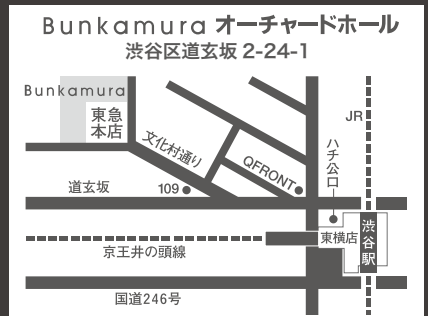 Bunkamura オーチャードホール
渋谷区道玄坂 2-24-1
Bunkamura
東急
本店
文化村通り
QFRONT
JR
ハチ公口
道玄坂
109
東横店
渋谷駅
京王井の頭線
国道246号